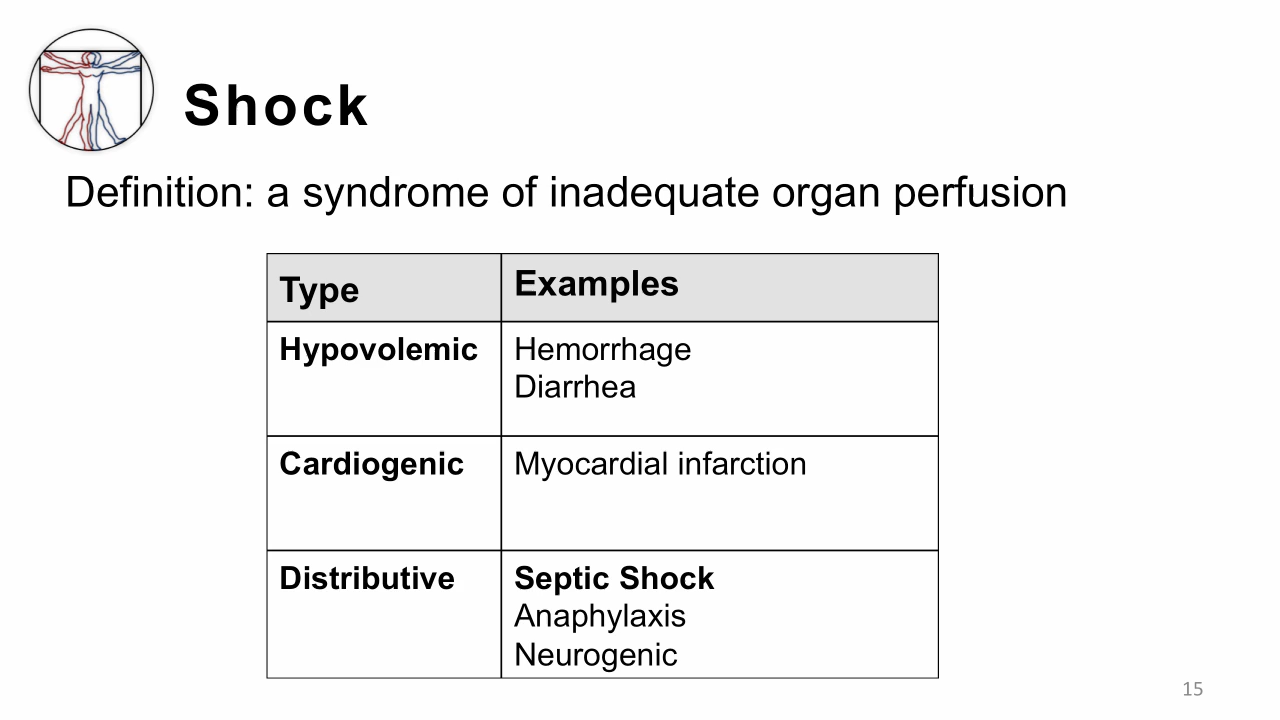 Shock
Definition: a syndrome of inadequate organ perfusion
Type
Examples
Hypovolemic
Hemorrhage
Diarrhea
Cardiogenic
Myocardial infarction
Distributive
Septic Shock
Anaphylaxis
Neurogenic
15